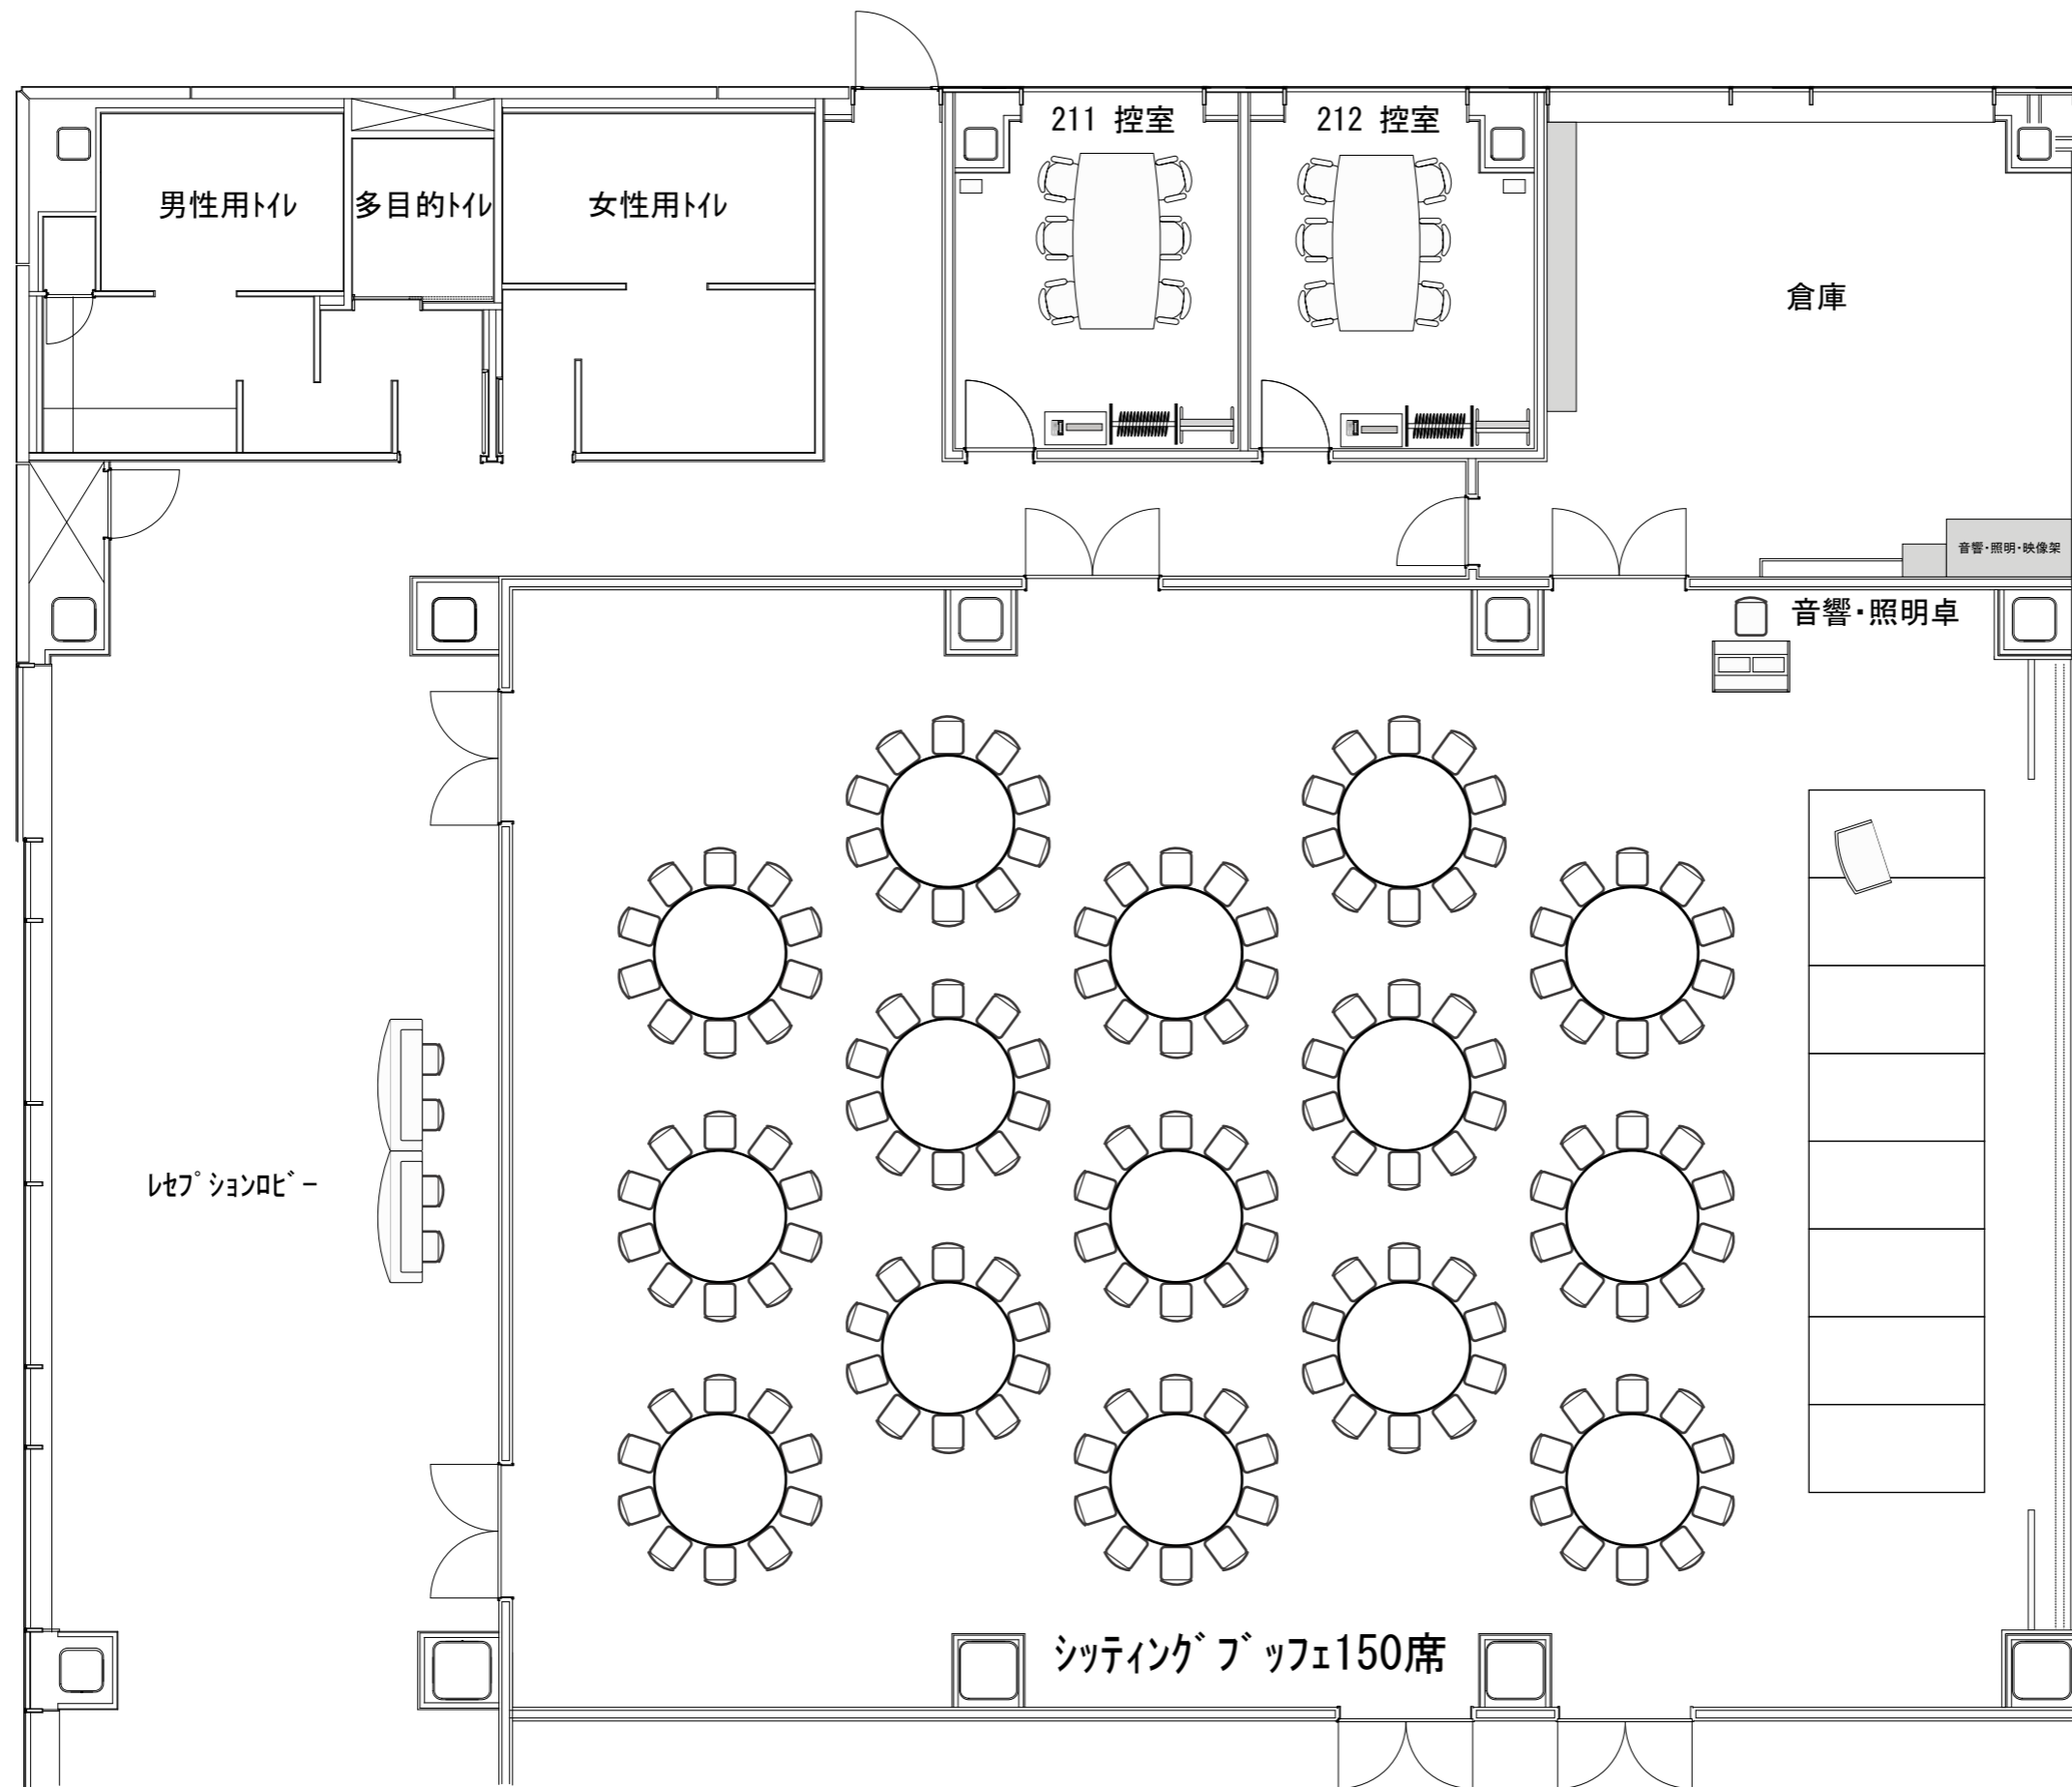 211 控室
212 控室
男性用ﾄｲﾚ
多目的ﾄｲﾚ
女性用ﾄｲﾚ
倉庫
音響・照明・映像架
音響・照明卓
ﾚｾﾌﾟｼｮﾝﾛﾋﾞｰ
ｼｯﾃｨﾝｸﾞﾌﾞｯﾌｪ150席